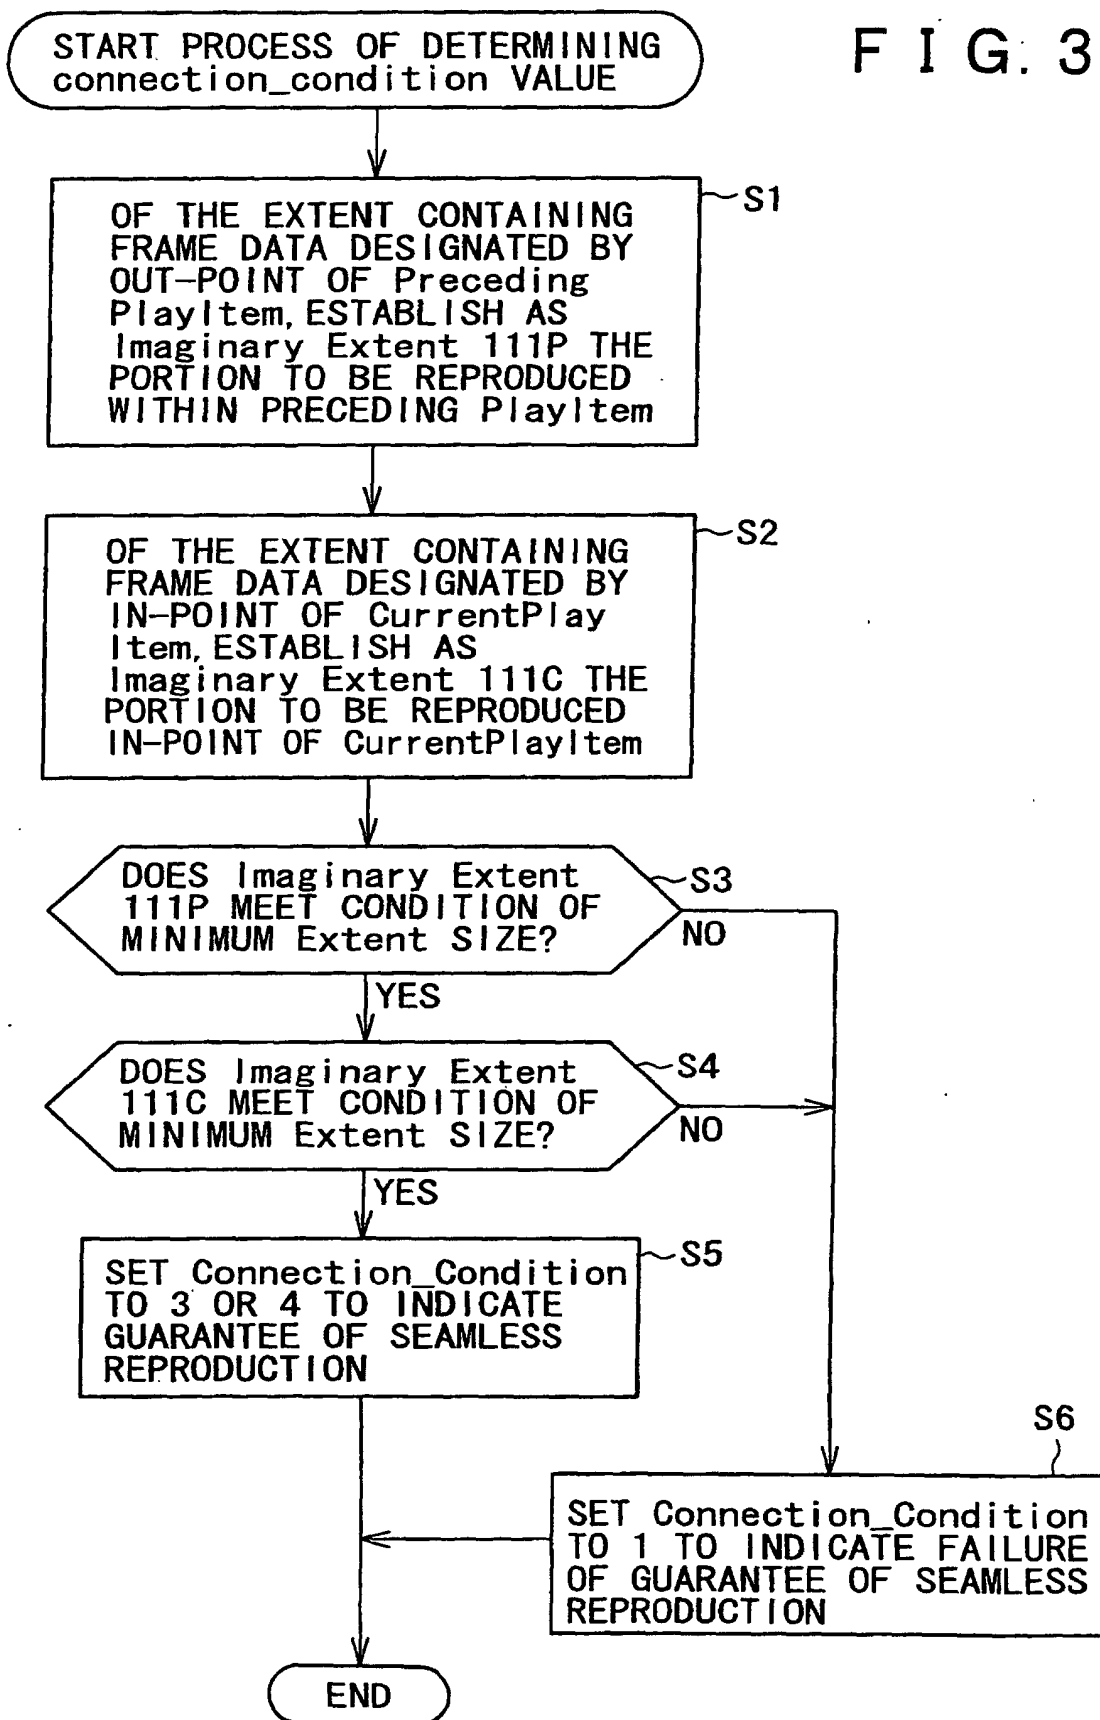 START PROCESS OF DETERMINING
connection_condition VALUE
F I G. 3
OF THE EXTENT CONTAINING
FRAME DATA DESIGNATED BY
OUT-POINT OF Preceding
PlayItem, ESTABLISH AS
Imaginary Extent 111P THE
PORTION TO BE REPRODUCED
WITHIN PRECEDING PlayItem
S1
OF THE EXTENT CONTAINING
FRAME DATA DESIGNATED BY
IN-POINT OF CurrentPlay
Item, ESTABLISH AS
Imaginary Extent 111C THE
PORTION TO BE REPRODUCED
IN-POINT OF CurrentPlayItem
S2
DOES Imaginary Extent
111P MEET CONDITION OF
MINIMUM Extent SIZE?
S3
NO
YES
DOES Imaginary Extent
111C MEET CONDITION OF
MINIMUM Extent SIZE?
S4
NO
YES
SET Connection_Condition
TO 3 OR 4 TO INDICATE
GUARANTEE OF SEAMLESS
REPRODUCTION
S5
S6
SET Connection_Condition
TO 1 TO INDICATE FAILURE
OF GUARANTEE OF SEAMLESS
REPRODUCTION
END